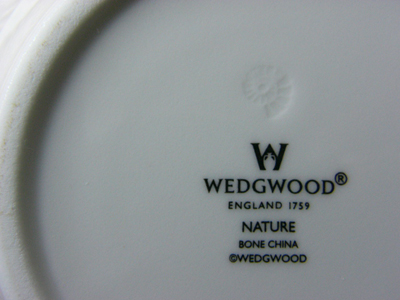 W
WEDGWOOD®
ENGLAND 1759
NATURE
BONE CHINA
©WEDGWOOD